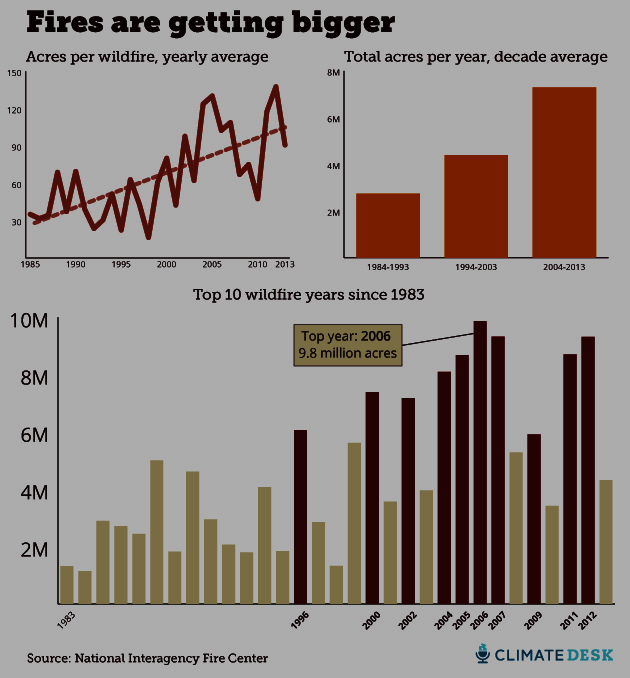 Fires are getting bigger
Acres per wildfire, yearly average
150
120
90
60
30
1985
1990
1995
2000
2005
2010
2013
Total acres per year, decade average
8M
6M
4M
2M
1984-1993
1994-2003
2004-2013
Top 10 wildfire years since 1983
10M
8M
6M
4M
2M
Top year: 2006
9.8 million acres
1983
1996
2000
2002
2004
2005
2006
2007
2009
2011
2012
Source: National Interagency Fire Center
CLIMATE DESK